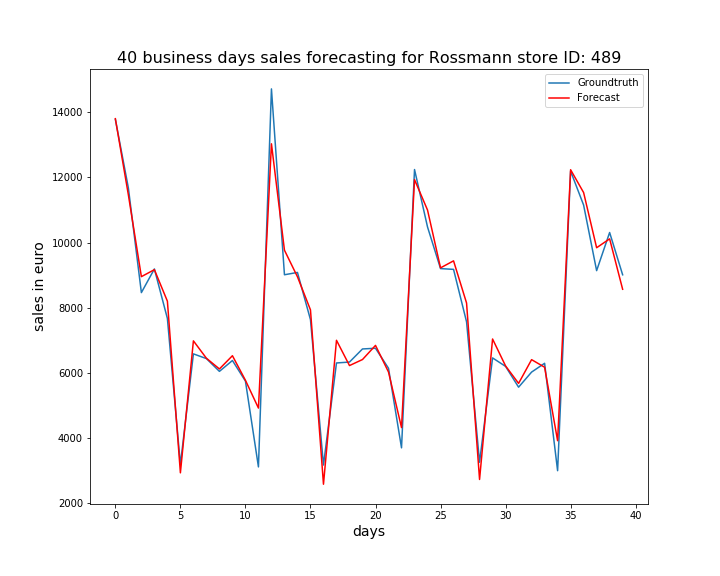 40 business days sales forecasting for Rossmann store ID: 489
Groundtruth
Forecast
14000
12000
10000
8000
6000
4000
2000
sales in euro
0 5 10 15 20 25 30 35 40
days